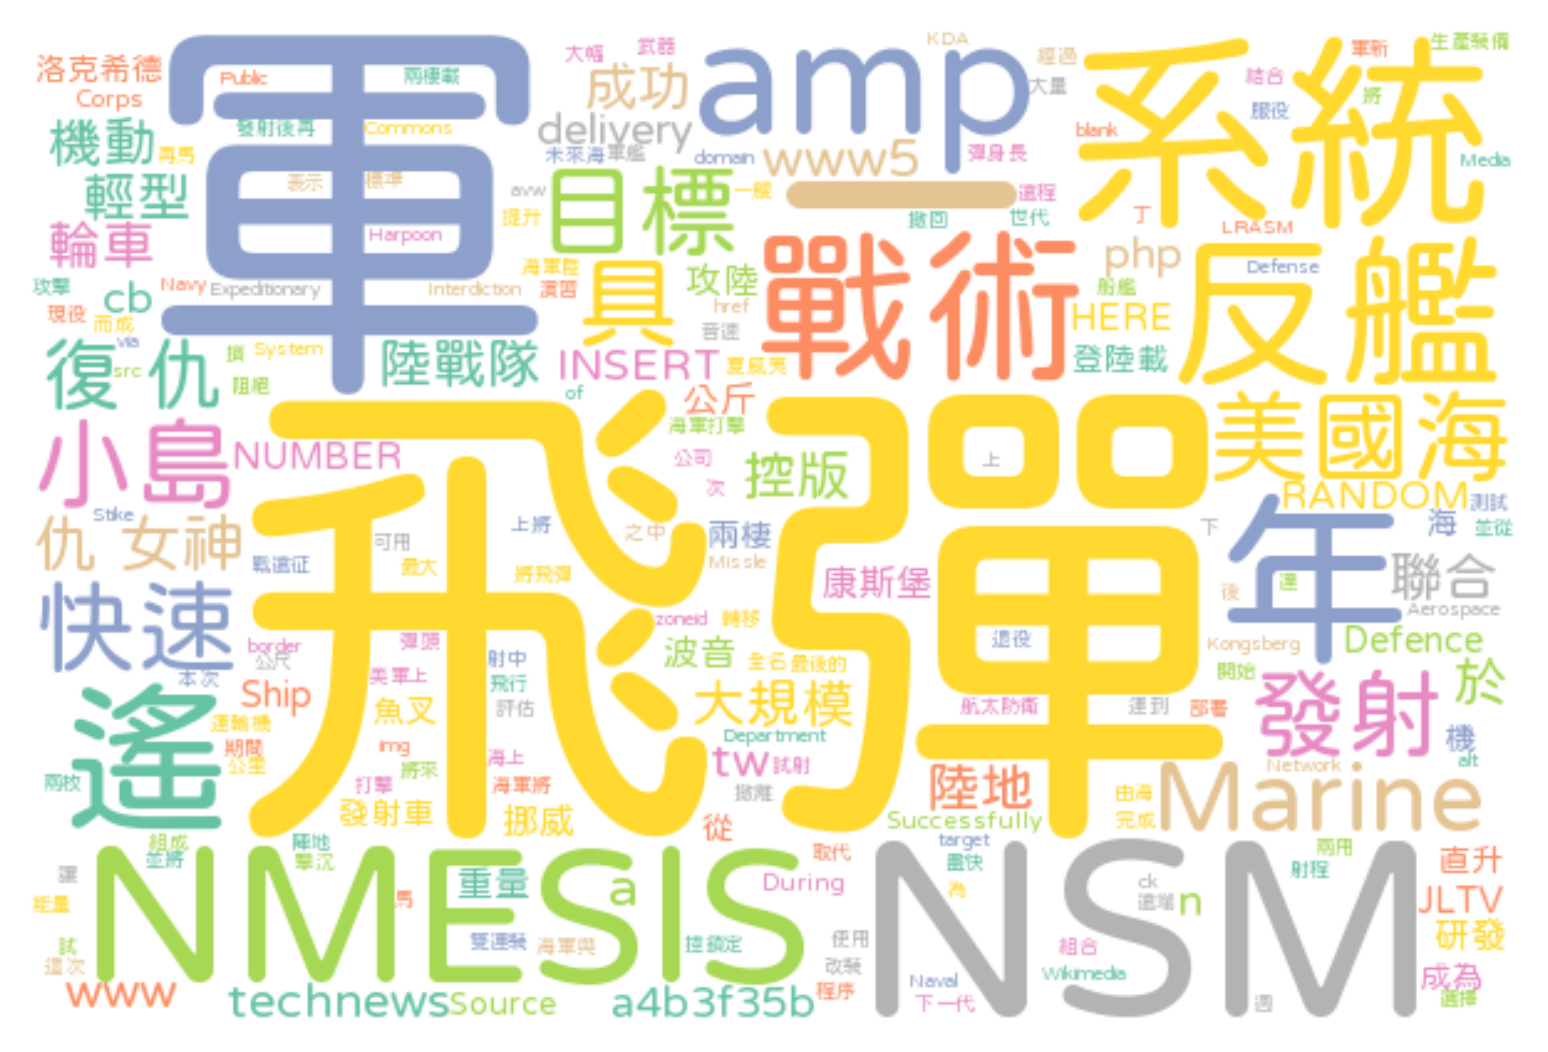 洛克希德
Corps
機動
再馬
輕型
輪車
攻擊
cb
現役
而成
via
復仇
src
攢
System
阻絕
軍
Public
兩棲載
發射後再
Commons
表示
標準
Harpoon
Navy
Expeditionary
Interdiction
大幅
武器
成功
delivery
未來海
軍艦
amp
KDA
經過
大量
domain
www5
彈身長
avw
提升
目標
一艘
撤回
世代
遠程
系統
blank
軍新
結合
將
服役
生產裝備
Media
丁
LRASM
php
Defense
船艦
反艦
海軍陸
演習
具
攻陸
href
音速
戰術
HERE
登陸載
陸戰隊
INSERT
夏威夷
of
公斤
海軍打擊
小島
NUMBER
公司
次
控版
上
美國海
RANDOM
測試
海
並從
仇 女神
Stike
飛彈
上將
可用
之中
兩棲
Missle
戰遠征
最大
將飛彈
康斯堡
下
年
聯合
後
達
Aerospace
快速
border
公尺
zoneid
轉移
彈頭
射中
波音
全名
最後的
退役
Kongsberg
Defence
本次
美軍上
飛行
開始
於
Ship
魚叉
評估
大規模
航太防衛
運到
部署
發射
遙
運輸機
期間
公里
img
海上
Department
機
alt
兩枚
打擊
將來
海軍將
tw
試射
撤離
陸地
Network
由海
完成
Marine
發射車
挪威
從
Successfully
組成
並將
陣地
擊沉
取代
target
盡快
兩用
射程
直升
讓
能量
NMESIS
馬
重量
a
During
為
NSM
ck
遠端
n
JLTV
試
這次
雙連裝
海軍與
控鎖定
使用
改裝
程序
組合
Wikimedia
研發
成為
選擇
www
technews
Source
a4b3f35b
Naval
下一代
週